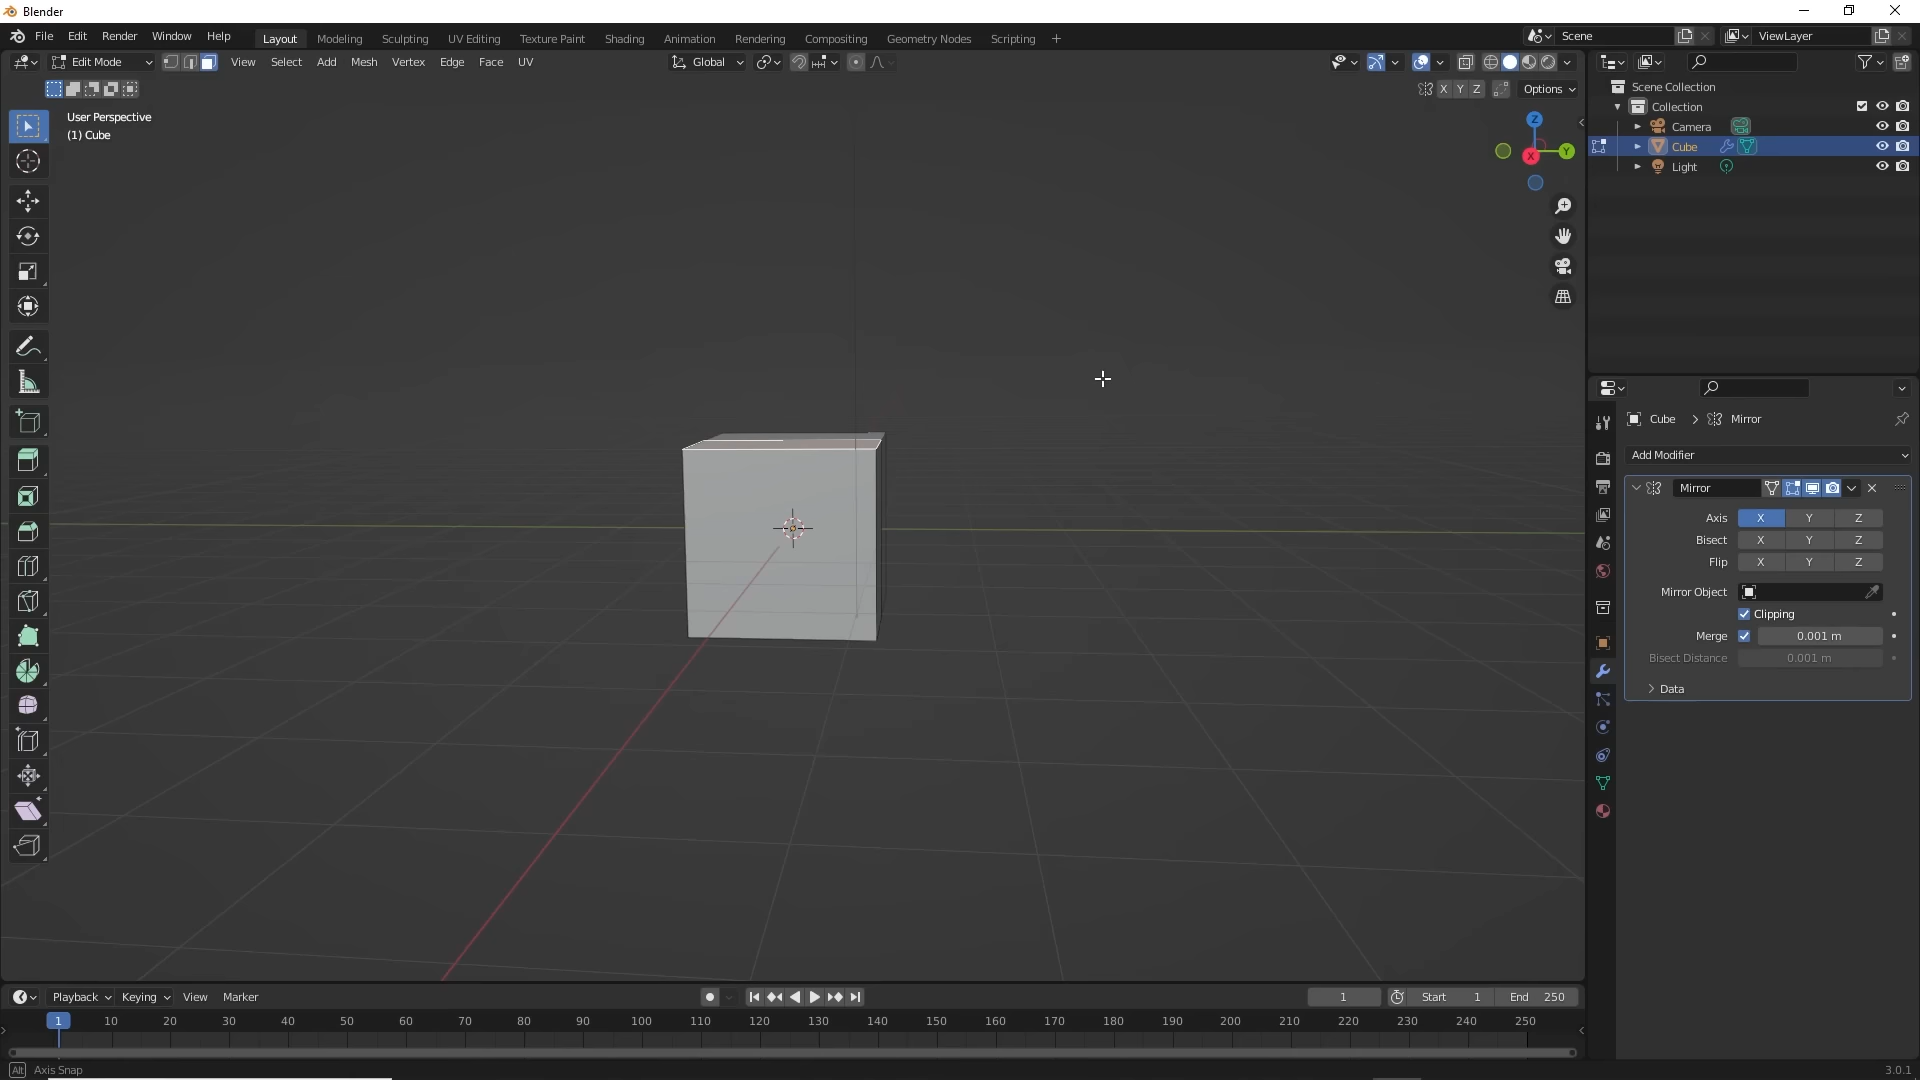 Blender
File Edit Render Window Help Layout Modeling Sculpting UV Editing Texture Paint Shading Animation Rendering Compositing Geometry Nodes Scripting + Scene ViewLayer
Edit Mode View Select Add Mesh Vertex Edge Face UV Global
X Y Z Options
User Perspective
(1) Cube
Z
Y
X
Scene Collection
Collection
Camera
Cube
Light
Cube > Mirror
Add Modifier
Mirror
Axis X Y Z
Bisect X Y Z
Flip X Y Z
Mirror Object
Clipping
Merge 0.001 m
Bisect Distance 0.001 m
Data
Playback Keying View Marker 1 Start 1 End 250
1 10 20 30 40 50 60 70 80 90 100 110 120 130 140 150 160 170 180 190 200 210 220 230 240 250
Alt Axis Snap 3.0.1